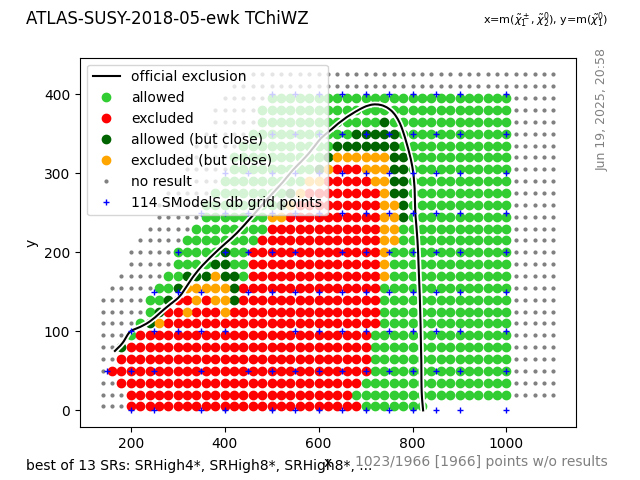 ATLAS-SUSY-2018-05-ewk TChiWZ
x=m(χ̃₁±, χ̃₂⁰), y=m(χ̃₁⁰)
Jun 19, 2025, 20:58
official exclusion
allowed
excluded
allowed (but close)
excluded (but close)
no result
114 SModelS db grid points
y
400
300
200
100
0
200
400
600
800
1000
x
best of 13 SRs: SRHigh4*, SRHigh8*, SRHigh8*, ...
1023/1966 [1966] points w/o results